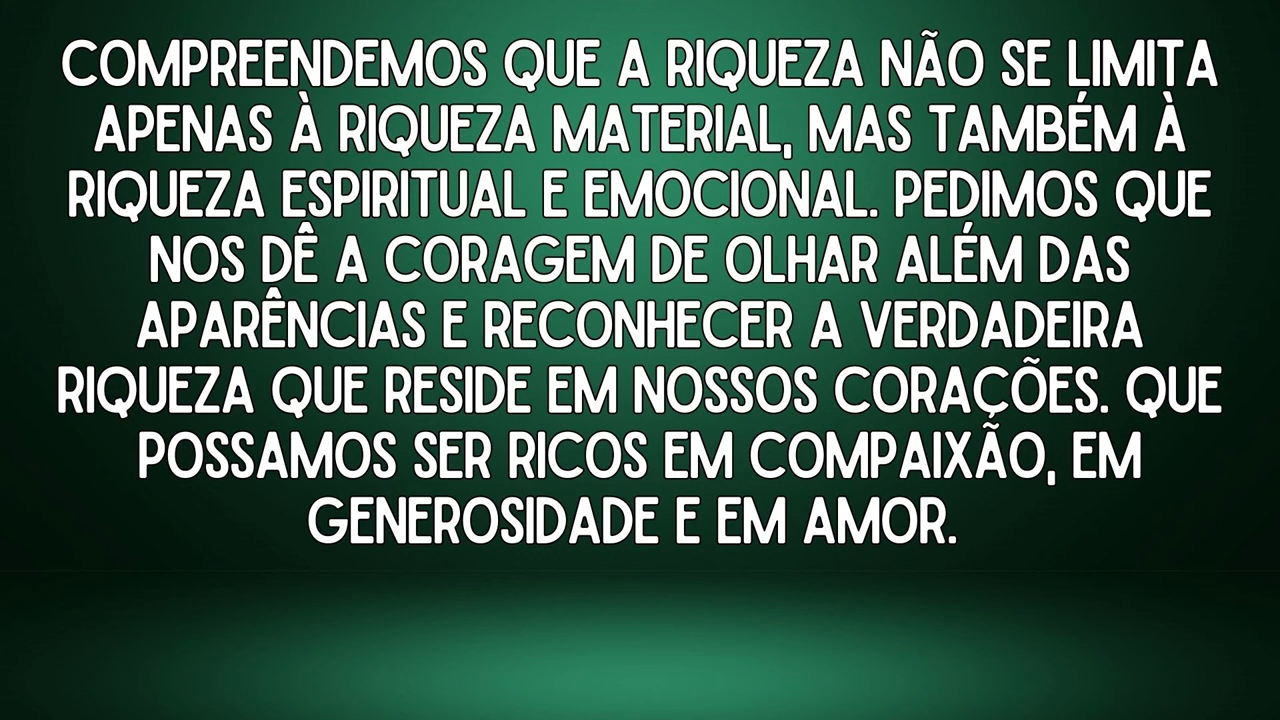 COMPREENDEMOS QUE A RIQUEZA NÃO SE LIMITA
APENAS À RIQUEZA MATERIAL, MAS TAMBÉM À
RIQUEZA ESPIRITUAL E EMOCIONAL. PEDIMOS QUE
NOS DÊ A CORAGEM DE OLHAR ALÉM DAS
APARÊNCIAS E RECONHECER A VERDADEIRA
RIQUEZA QUE RESIDE EM NOSSOS CORAÇÕES. QUE
POSSAMOS SER RICOS EM COMPAIXÃO, EM
GENEROSIDADE E EM AMOR.